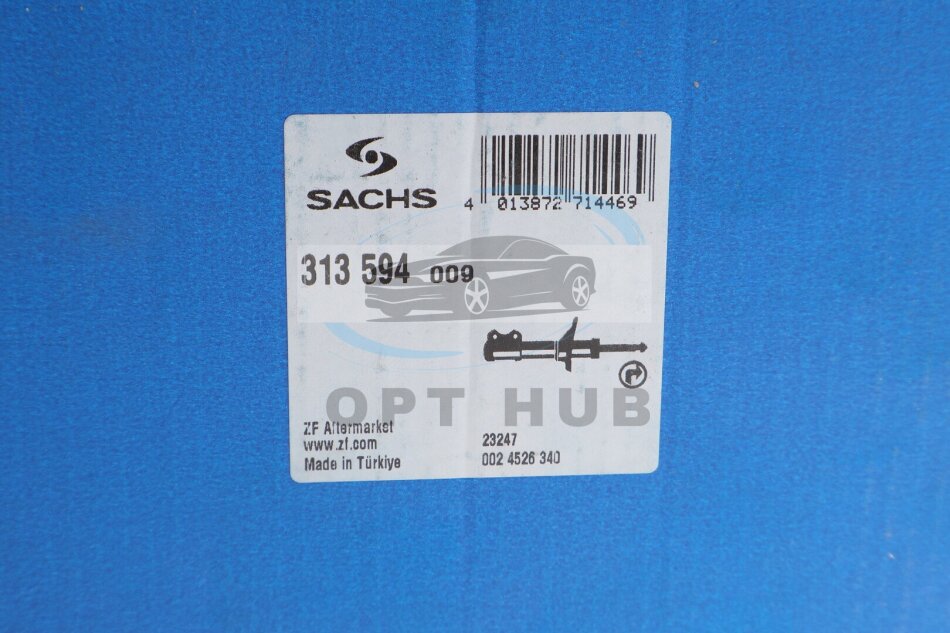 SACHS
4 013872 714469
313 594 009
OPT HUB
ZF Aftermarket
www.zf.com
Made in Türkiye
23247
002 4526 340